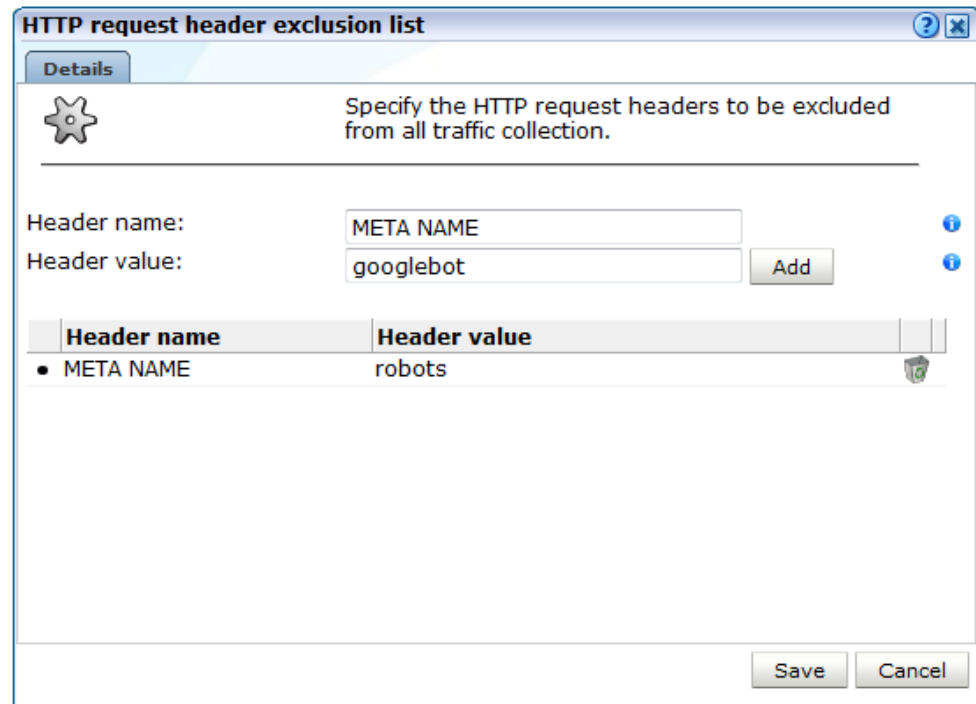 HTTP request header exclusion list
Details
Specify the HTTP request headers to be excluded
from all traffic collection.
Header name:
META NAME
Header value:
googlebot
Add
Header name Header value
META NAME robots
Save Cancel